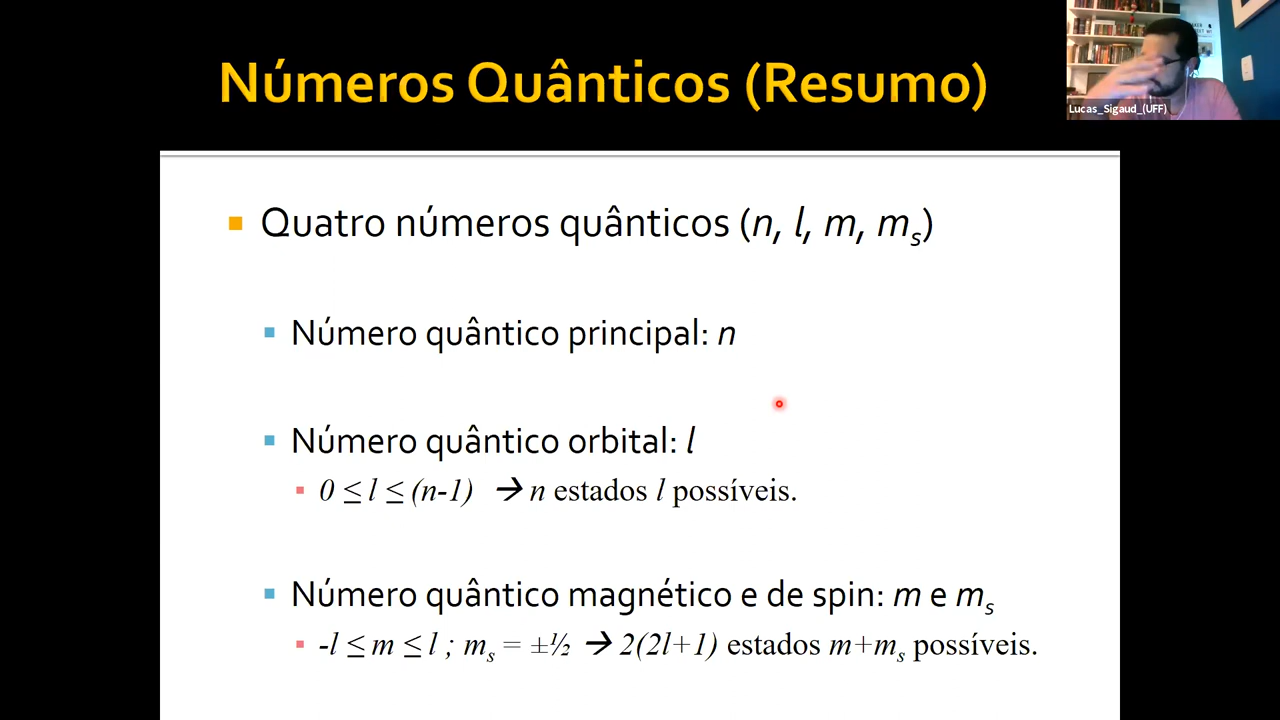 Números Quânticos (Resumo)
Lucas_Sigaud_(UFF)
Quatro números quânticos (n, l, m, mₛ)
Número quântico principal: n
Número quântico orbital: l
0 ≤ l ≤ (n-1) → n estados l possíveis.
Número quântico magnético e de spin: m e mₛ
-l ≤ m ≤ l ; mₛ = ±½ → 2(2l+1) estados m+mₛ possíveis.